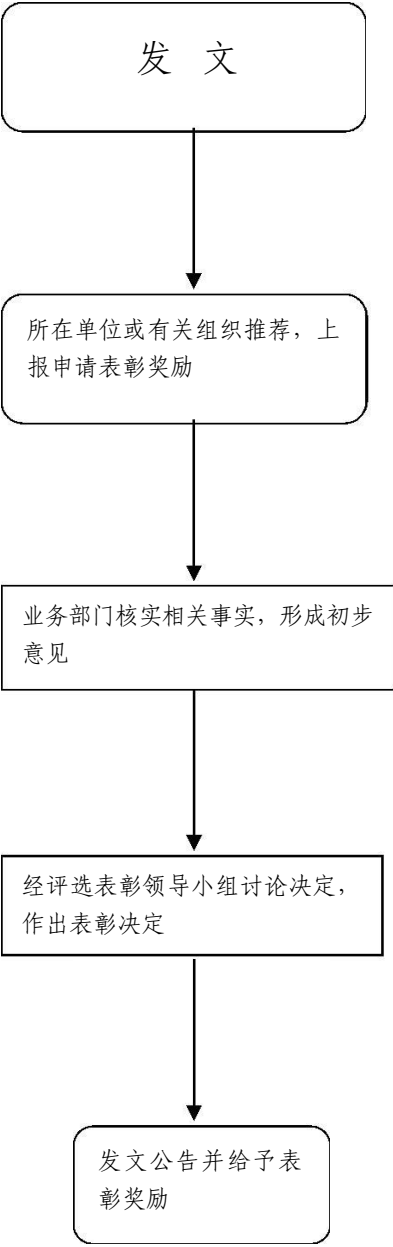 发 文
所在单位或有关组织推荐，上
报申请表彰奖励
业务部门核实相关事实，形成初步
意见
经评选表彰领导小组讨论决定，
作出表彰决定
发文公告并给予表
彰奖励